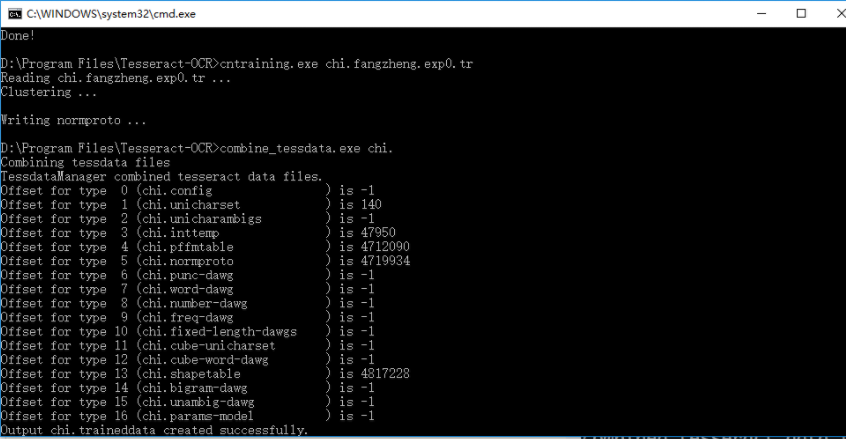 C:\WINDOWS\system32\cmd.exe
Done!
D:\Program Files\Tesseract-OCR>cntraining.exe chi.fangzheng.exp0.tr
Reading chi.fangzheng.exp0.tr ...
Clustering ...
Writing normproto ...
D:\Program Files\Tesseract-OCR>combine_tessdata.exe chi.
Combining tessdata files
TessdataManager combined tesseract data files.
Offset for type  0 (chi.config                ) is -1
Offset for type  1 (chi.unicharset            ) is 140
Offset for type  2 (chi.unicharambigs         ) is -1
Offset for type  3 (chi.inttemp               ) is 47950
Offset for type  4 (chi.pffmtable             ) is 4712090
Offset for type  5 (chi.normproto             ) is 4719934
Offset for type  6 (chi.punc-dawg             ) is -1
Offset for type  7 (chi.word-dawg             ) is -1
Offset for type  8 (chi.number-dawg           ) is -1
Offset for type  9 (chi.freq-dawg             ) is -1
Offset for type 10 (chi.fixed-length-dawgs    ) is -1
Offset for type 11 (chi.cube-unicharset       ) is -1
Offset for type 12 (chi.cube-word-dawg        ) is -1
Offset for type 13 (chi.shapetable            ) is 4817228
Offset for type 14 (chi.bigram-dawg           ) is -1
Offset for type 15 (chi.unambig-dawg          ) is -1
Offset for type 16 (chi.params-model          ) is -1
Output chi.traineddata created successfully.